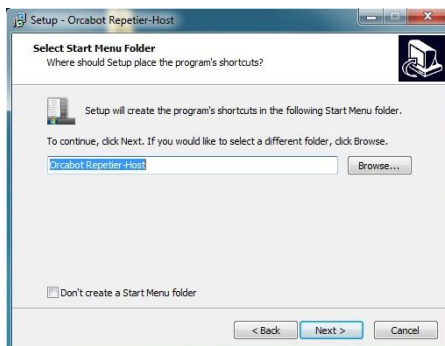 Setup - Orcabot Repetier-Host
Select Start Menu Folder
Where should Setup place the program's shortcuts?
Setup will create the program's shortcuts in the following Start Menu folder.
To continue, click Next. If you would like to select a different folder, click Browse.
Orcabot Repetier-Host
Browse...
Don't create a Start Menu folder
< Back
Next >
Cancel